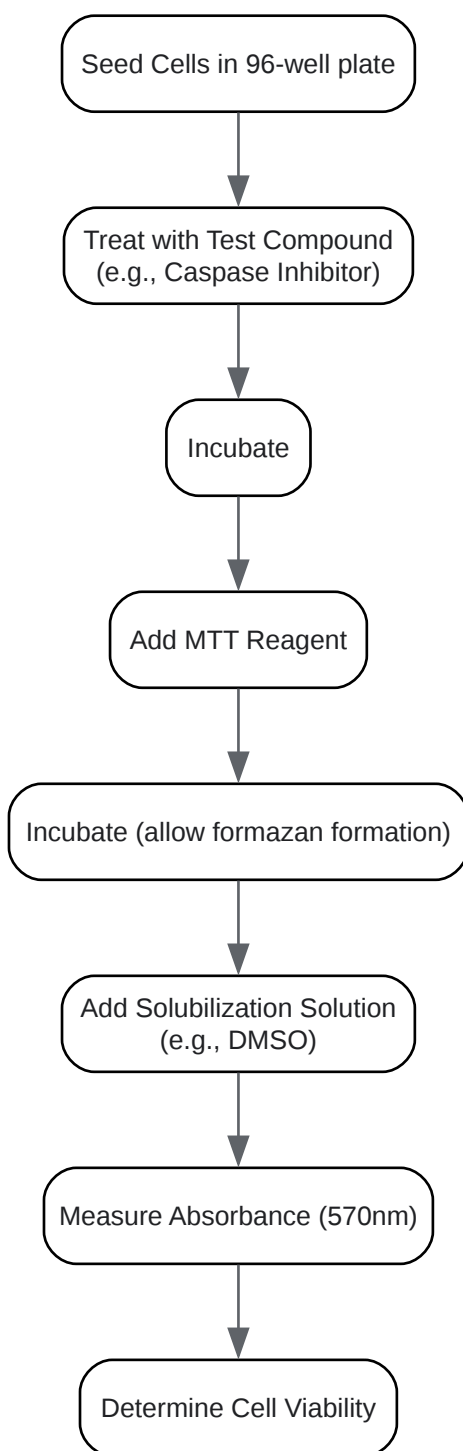 Seed Cells in 96-well plate
Treat with Test Compound
(e.g., Caspase Inhibitor)
Incubate
Add MTT Reagent
Incubate (allow formazan formation)
Add Solubilization Solution
(e.g., DMSO)
Measure Absorbance (570nm)
Determine Cell Viability